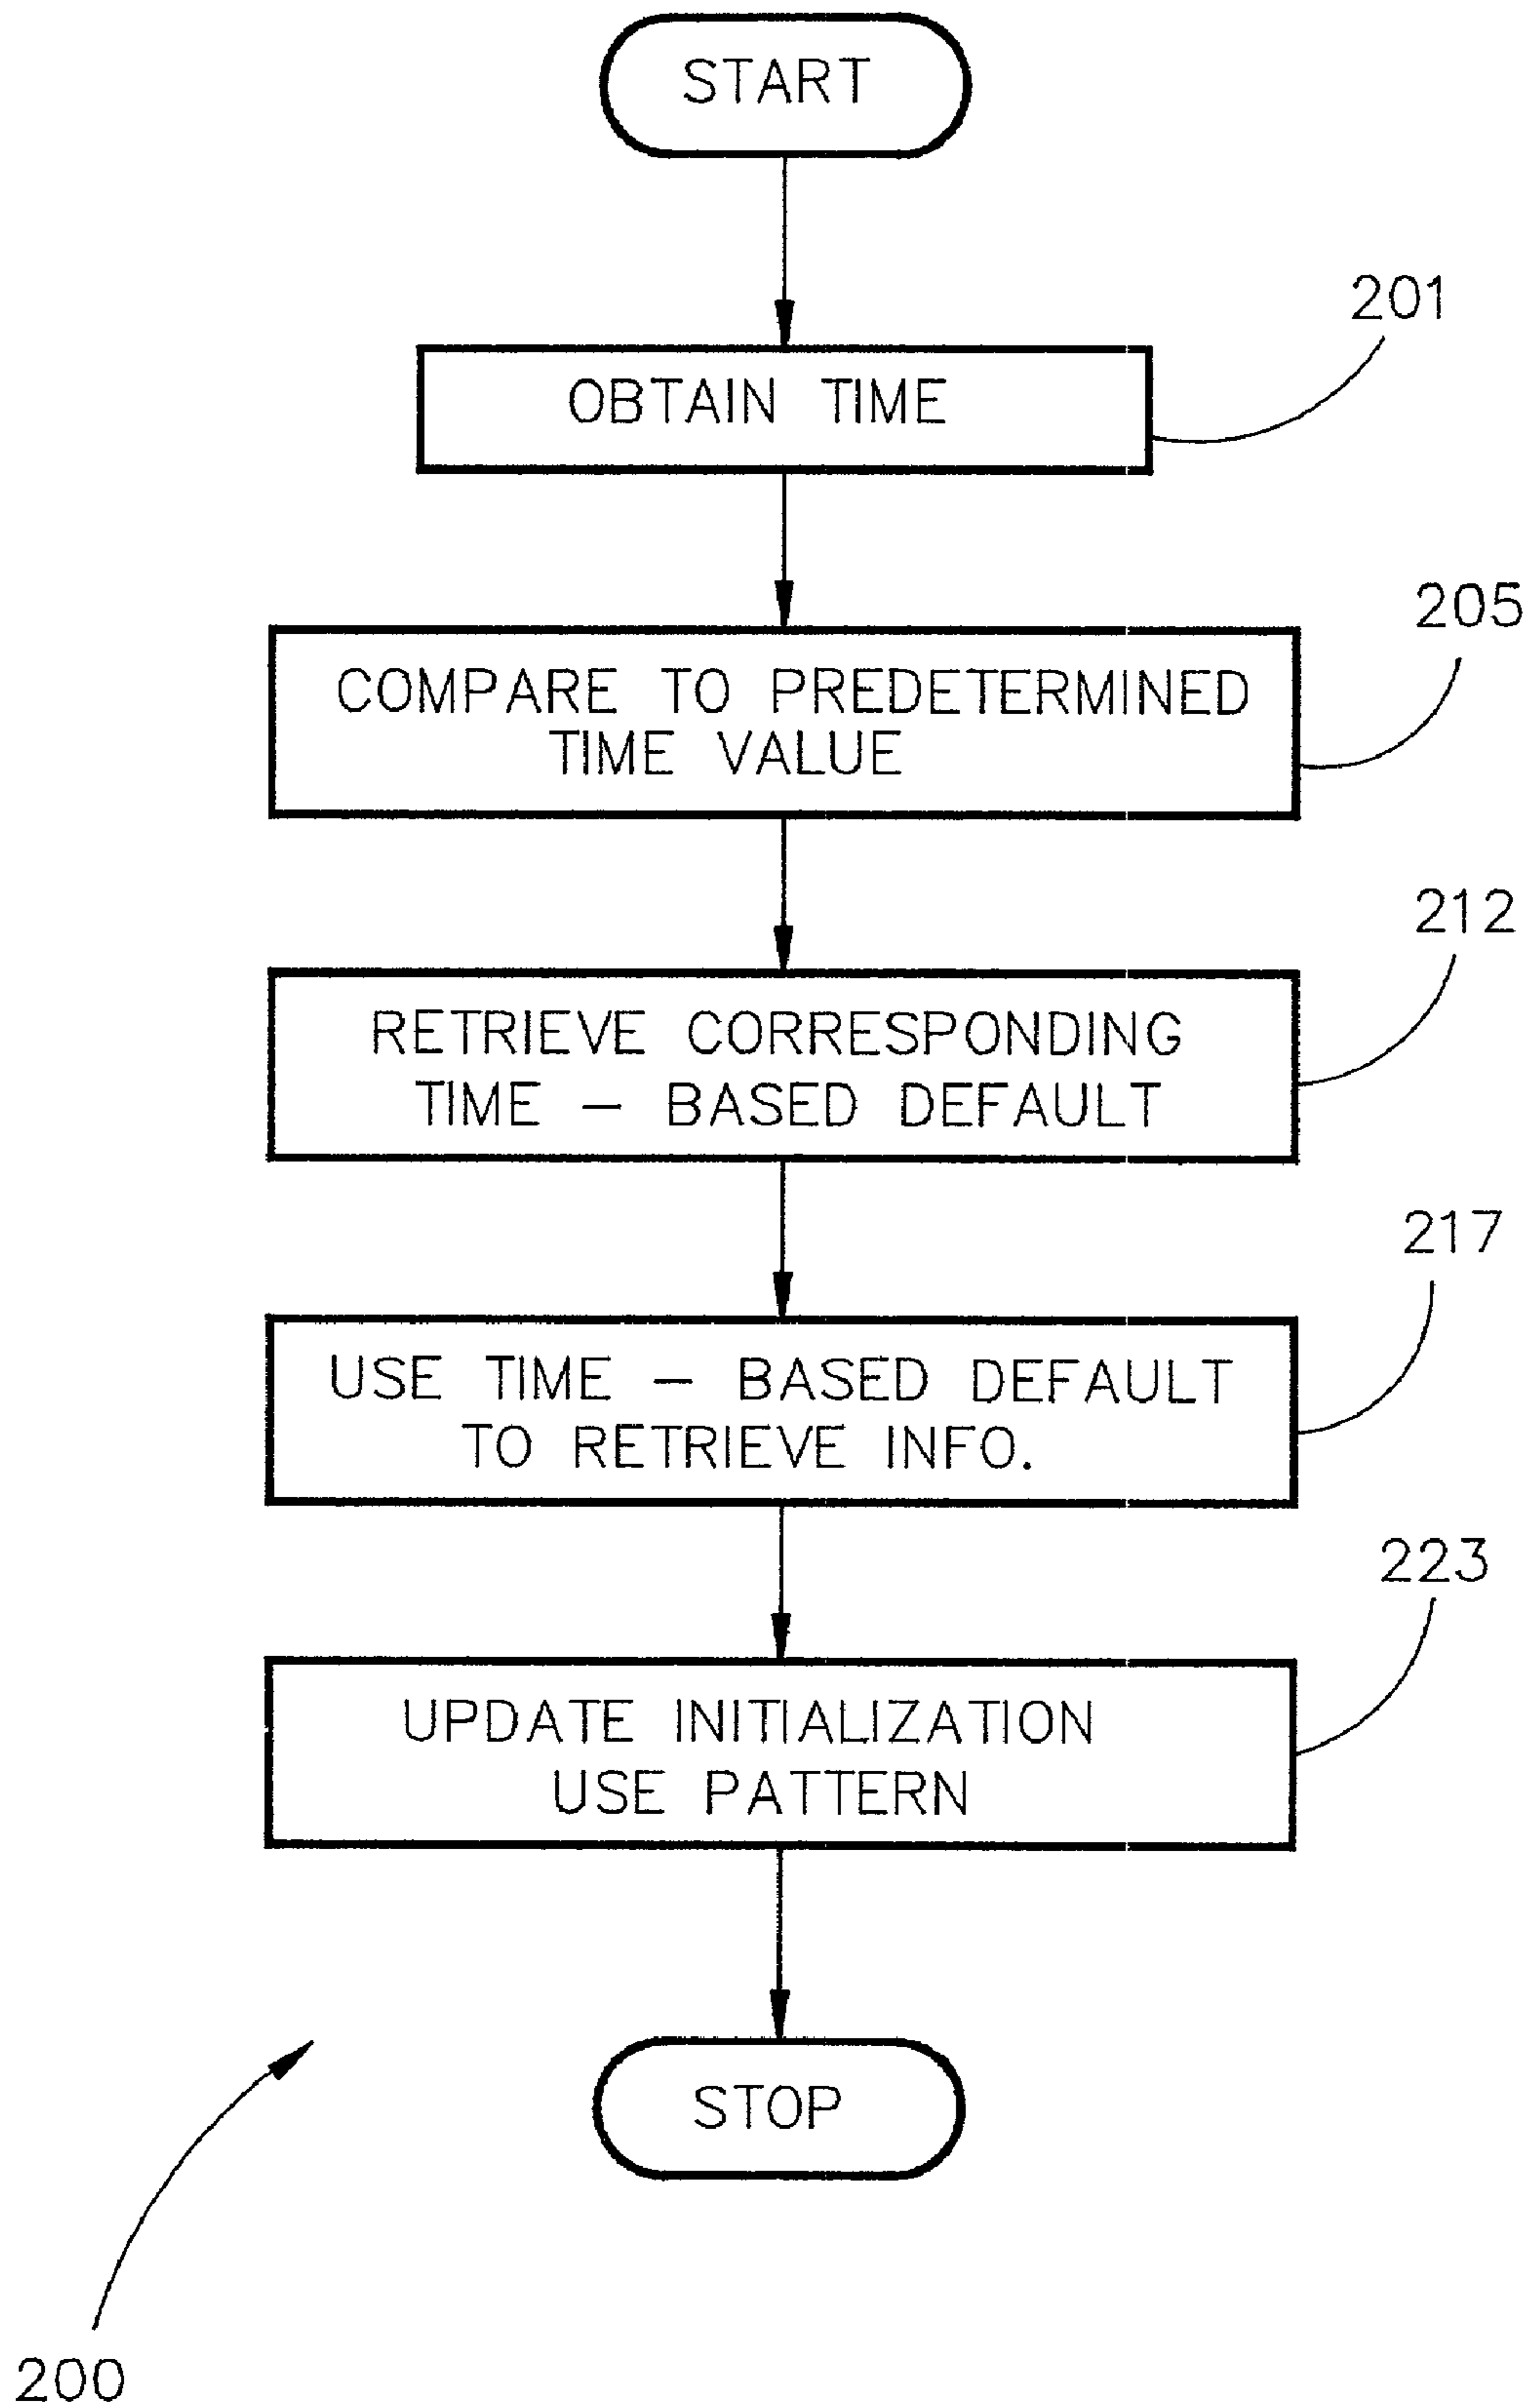 START
201
OBTAIN TIME
205
COMPARE TO PREDETERMINED
TIME VALUE
212
RETRIEVE CORRESPONDING
TIME – BASED DEFAULT
217
USE TIME – BASED DEFAULT
TO RETRIEVE INFO.
223
UPDATE INITIALIZATION
USE PATTERN
STOP
200